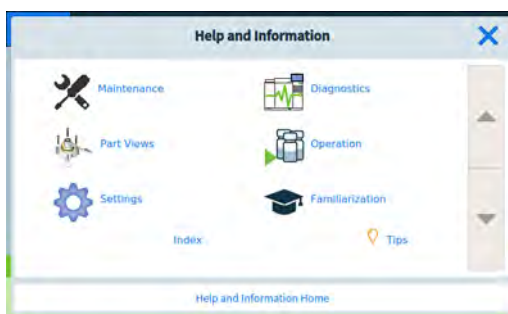 Help and Information
Maintenance
Diagnostics
Part Views
Operation
Settings
Familiarization
Index
Tips
Help and Information Home